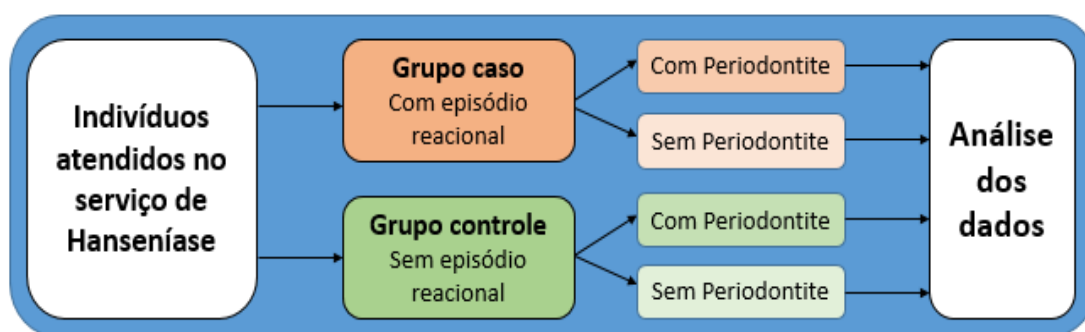 Indivíduos
atendidos no
serviço de
Hanseníase
Grupo caso
Com episódio
reacional
Grupo controle
Sem episódio
reacional
Com Periodontite
Sem Periodontite
Com Periodontite
Sem Periodontite
Análise
dos
dados